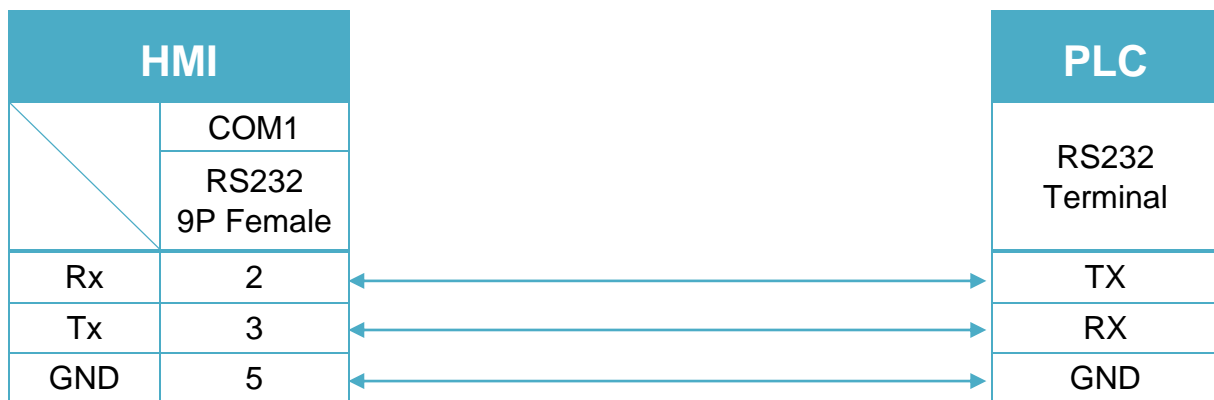 HMI
PLC
COM1
RS232
9P Female
RS232
Terminal
Rx 2 TX
Tx 3 RX
GND 5 GND